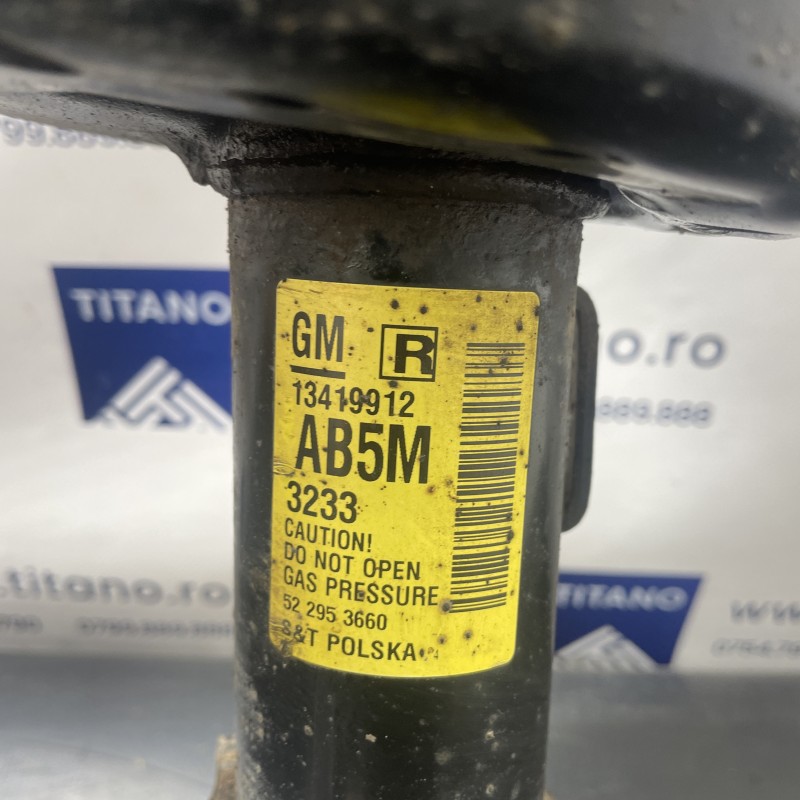 GM R
13419912
AB5M
3233
CAUTION!
DO NOT OPEN
GAS PRESSURE
52 295 3660
S&T POLSKA
TITANO
.ro
titano.ro
TITANO